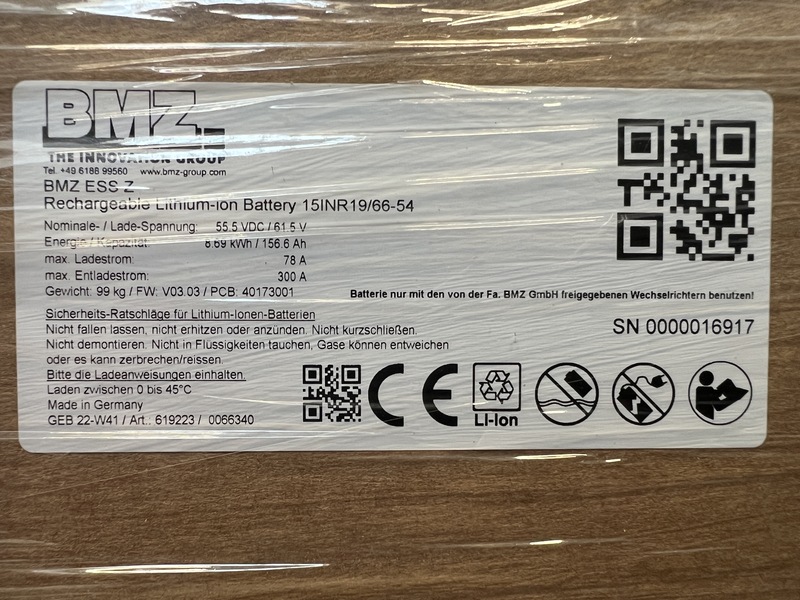 BMZ
THE INNOVATION GROUP
Tel. +49 6188 99560 www.bmz-group.com
BMZ ESS Z
Rechargeable Lithium-Ion Battery 15INR19/66-54
Nominale- / Lade-Spannung: 55.5 VDC / 61.5 V
Energie / Kapazität: 8.69 kWh / 156.6 Ah
max. Ladestrom: 78 A
max. Entladestrom: 300 A
Gewicht: 99 kg / FW: V03.03 / PCB: 40173001
Batterie nur mit den von der Fa. BMZ GmbH freigegebenen Wechselrichtern benutzen!
SN 0000016917
Sicherheits-Ratschläge für Lithium-Ionen-Batterien
Nicht fallen lassen, nicht erhitzen oder anzünden. Nicht kurzschließen.
Nicht demontieren. Nicht in Flüssigkeiten tauchen, Gase können entweichen
oder es kann zerbrechen/reissen.
Bitte die Ladeanweisungen einhalten.
Laden zwischen 0 bis 45°C
Made in Germany
GEB 22-W41 / Art.: 619223 / 0066340
CE
Li-Ion